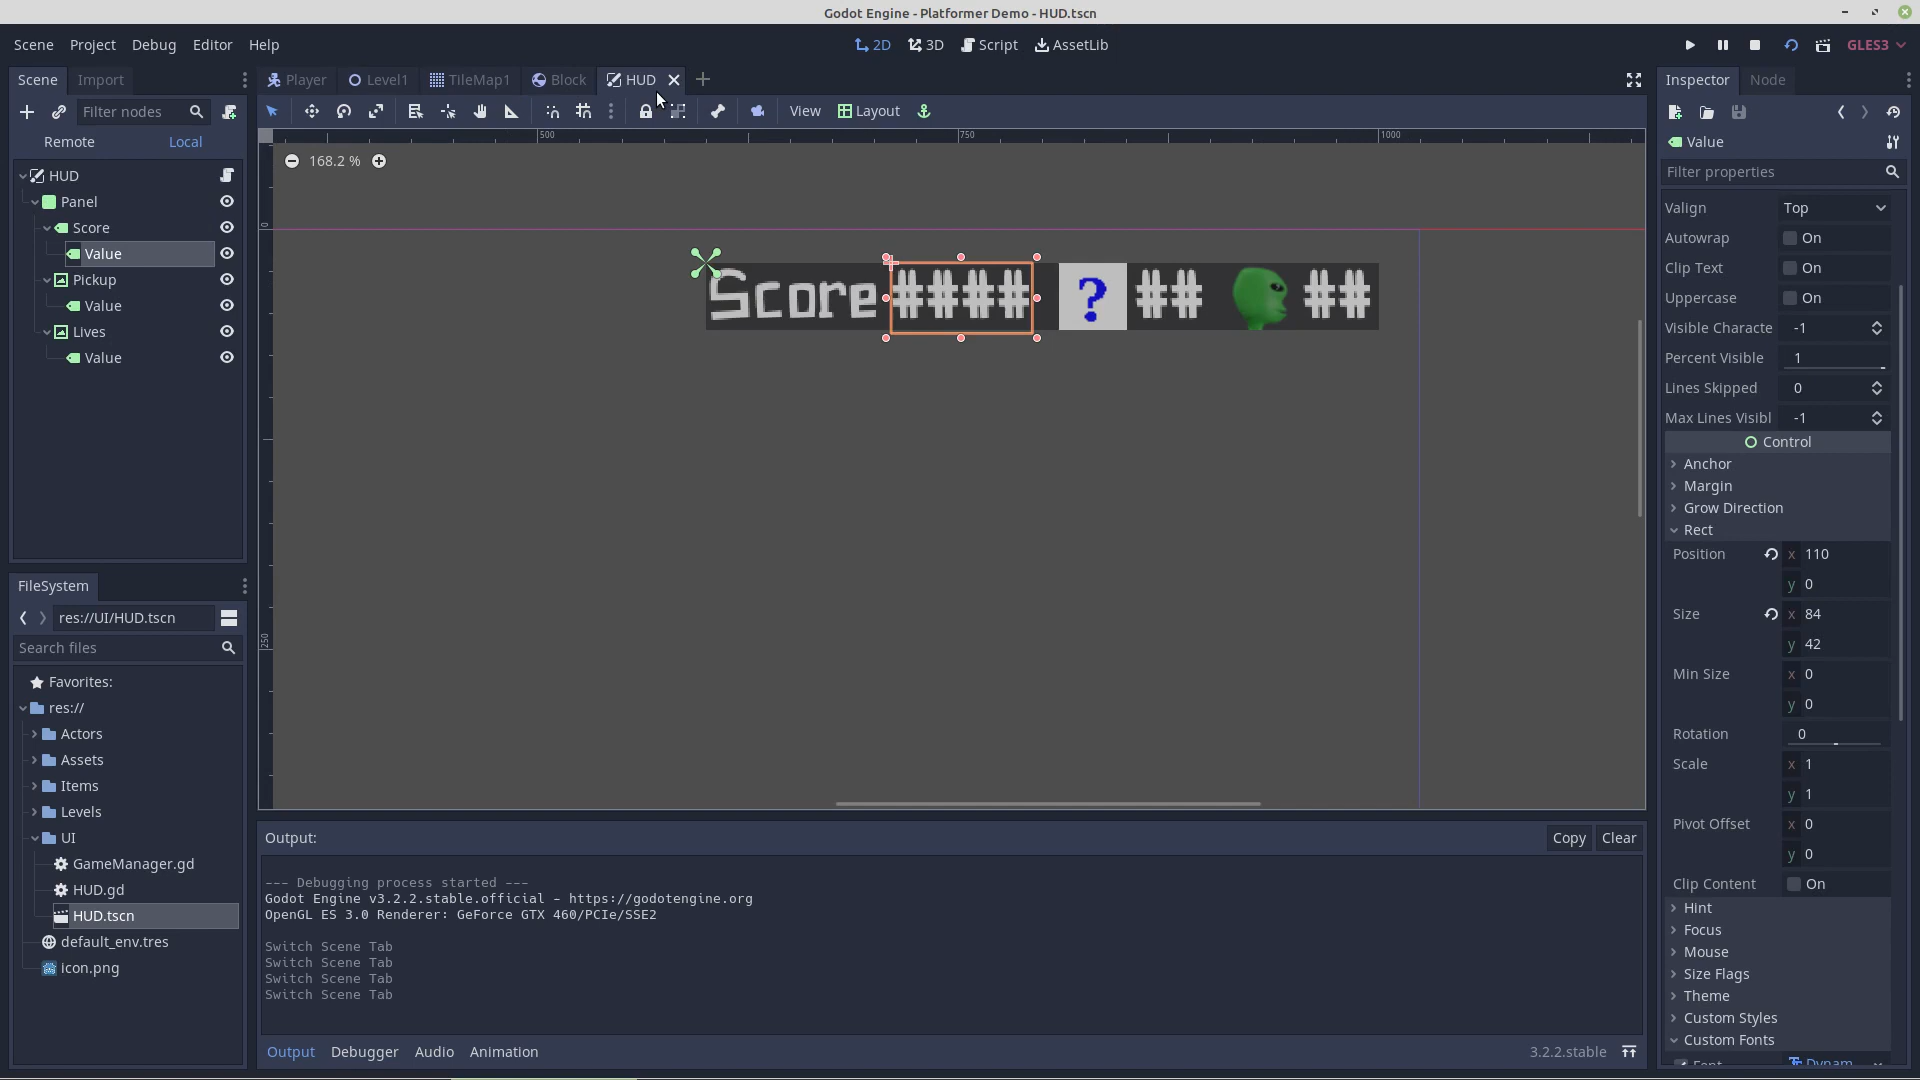 Godot Engine - Platformer Demo - HUD.tscn
Scene Project Debug Editor Help
2D 3D Script AssetLib
GLES3
Scene Import
Player Level1 TileMap1 Block HUD
Inspector Node
Filter nodes
View Layout
Remote Local
Value
Filter properties
500 750 1000
168.2 %
0
250
HUD
Panel
Score
Value
Pickup
Value
Lives
Value
Score #### ? ## ##
Valign Top
Autowrap On
Clip Text On
Uppercase On
Visible Characte -1
Percent Visible 1
Lines Skipped 0
Max Lines Visibl -1
Control
Anchor
Margin
Grow Direction
Rect
Position x 110
y 0
Size x 84
y 42
Min Size x 0
y 0
Rotation 0
Scale x 1
y 1
Pivot Offset x 0
y 0
Clip Content On
Hint
Focus
Mouse
Size Flags
Theme
Custom Styles
Custom Fonts
FileSystem
res://UI/HUD.tscn
Search files
Favorites:
res://
Actors
Assets
Items
Levels
UI
GameManager.gd
HUD.gd
HUD.tscn
default_env.tres
icon.png
Output: Copy Clear
--- Debugging process started ---
Godot Engine v3.2.2.stable.official - https://godotengine.org
OpenGL ES 3.0 Renderer: GeForce GTX 460/PCIe/SSE2
Switch Scene Tab
Switch Scene Tab
Switch Scene Tab
Switch Scene Tab
Output Debugger Audio Animation 3.2.2.stable